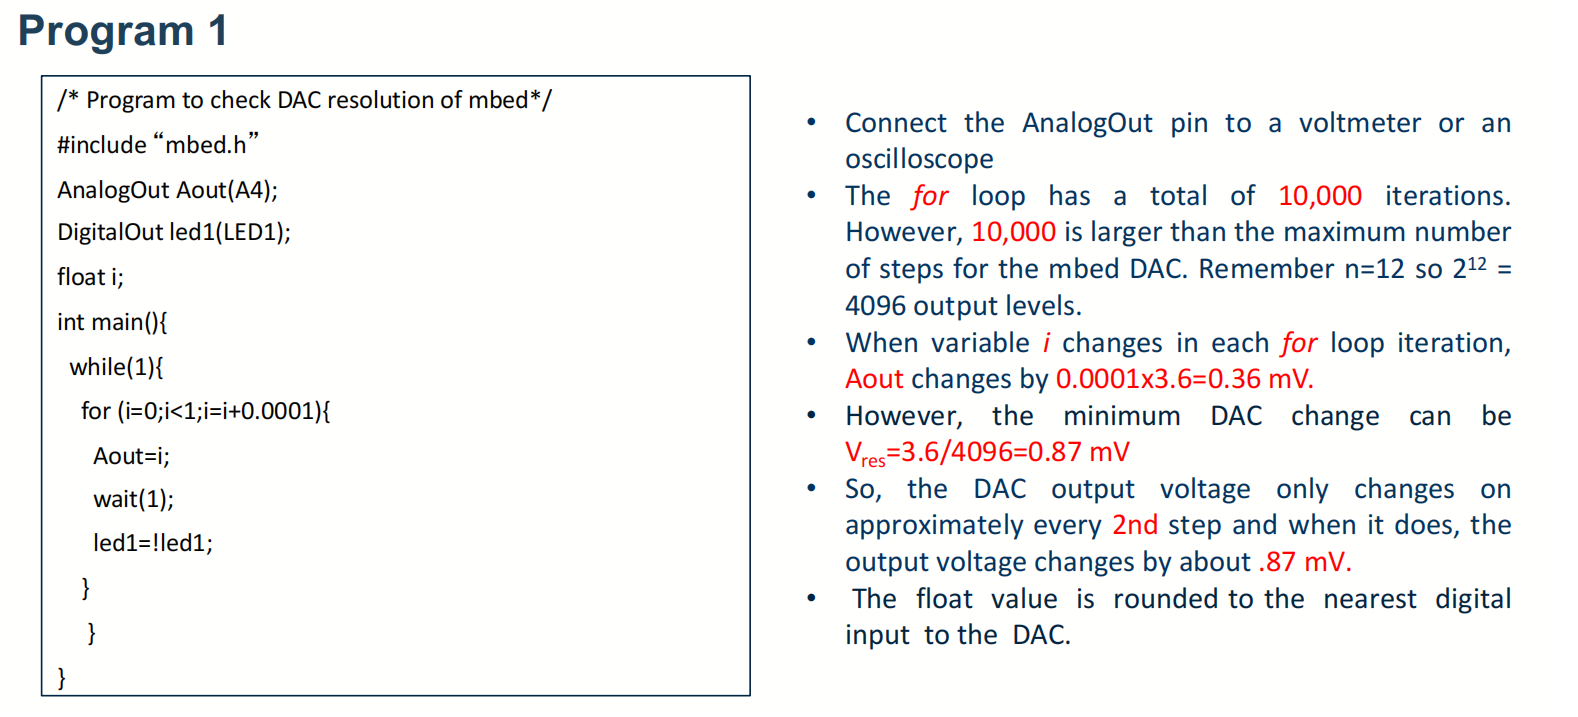 Program 1
/* Program to check DAC resolution of mbed*/
#include “mbed.h”
AnalogOut Aout(A4);
DigitalOut led1(LED1);
float i;
int main(){
while(1){
for (i=0;i<1;i=i+0.0001){
Aout=i;
wait(1);
led1=!led1;
}
}
}
• Connect the AnalogOut pin to a voltmeter or an
oscilloscope
• The for loop has a total of 10,000 iterations.
However, 10,000 is larger than the maximum number
of steps for the mbed DAC. Remember n=12 so 2¹² =
4096 output levels.
• When variable i changes in each for loop iteration,
Aout changes by 0.0001x3.6=0.36 mV.
• However, the minimum DAC change can be
Vres=3.6/4096=0.87 mV
• So, the DAC output voltage only changes on
approximately every 2nd step and when it does, the
output voltage changes by about .87 mV.
• The float value is rounded to the nearest digital
input to the DAC.